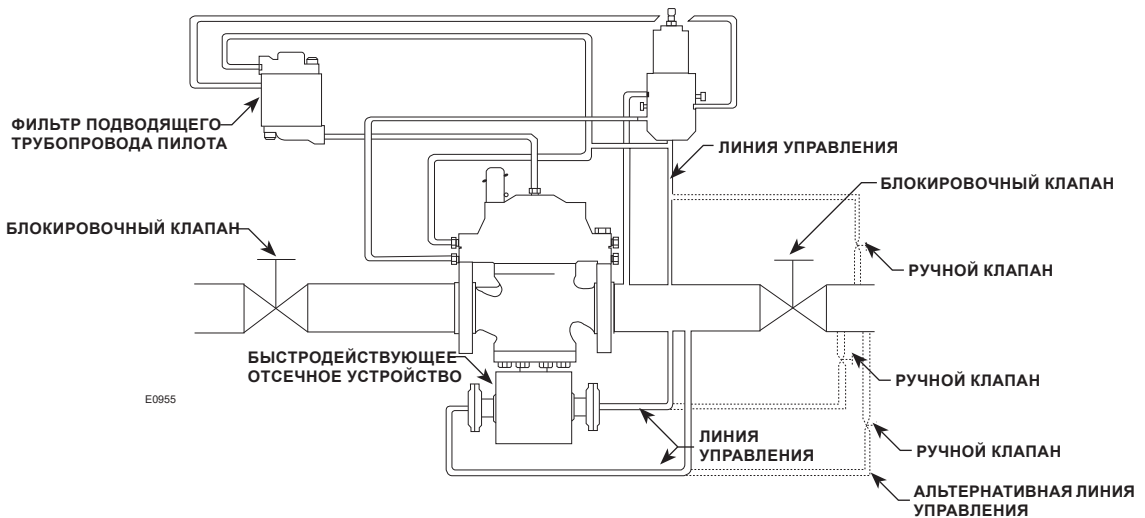 ФИЛЬТР ПОДВОДЯЩЕГО
ТРУБОПРОВОДА ПИЛОТА
ЛИНИЯ УПРАВЛЕНИЯ
БЛОКИРОВОЧНЫЙ КЛАПАН
БЛОКИРОВОЧНЫЙ КЛАПАН
РУЧНОЙ КЛАПАН
БЫСТРОДЕЙСТВУЮЩЕЕ
ОТСЕЧНОЕ УСТРОЙСТВО
РУЧНОЙ КЛАПАН
E0955
ЛИНИЯ
УПРАВЛЕНИЯ
РУЧНОЙ КЛАПАН
АЛЬТЕРНАТИВНАЯ ЛИНИЯ
УПРАВЛЕНИЯ